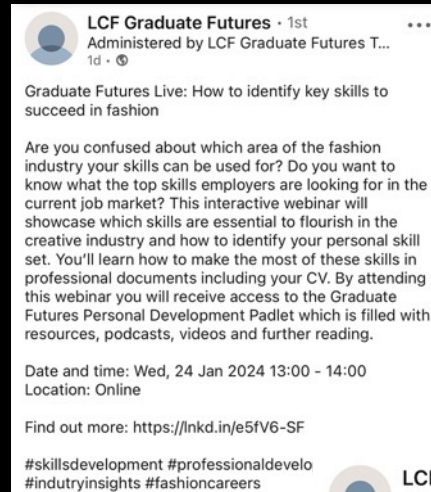 LCF Graduate Futures · 1st
Administered by LCF Graduate Futures T...
1d ·
Graduate Futures Live: How to identify key skills to
succeed in fashion
Are you confused about which area of the fashion
industry your skills can be used for? Do you want to
know what the top skills employers are looking for in the
current job market? This interactive webinar will
showcase which skills are essential to flourish in the
creative industry and how to identify your personal skill
set. You'll learn how to make the most of these skills in
professional documents including your CV. By attending
this webinar you will receive access to the Graduate
Futures Personal Development Padlet which is filled with
resources, podcasts, videos and further reading.
Date and time: Wed, 24 Jan 2024 13:00 - 14:00
Location: Online
Find out more: https://lnkd.in/e5fV6-SF
#skillsdevelopment #professionaldevelo
#indutryinsights #fashioncareers
LCF